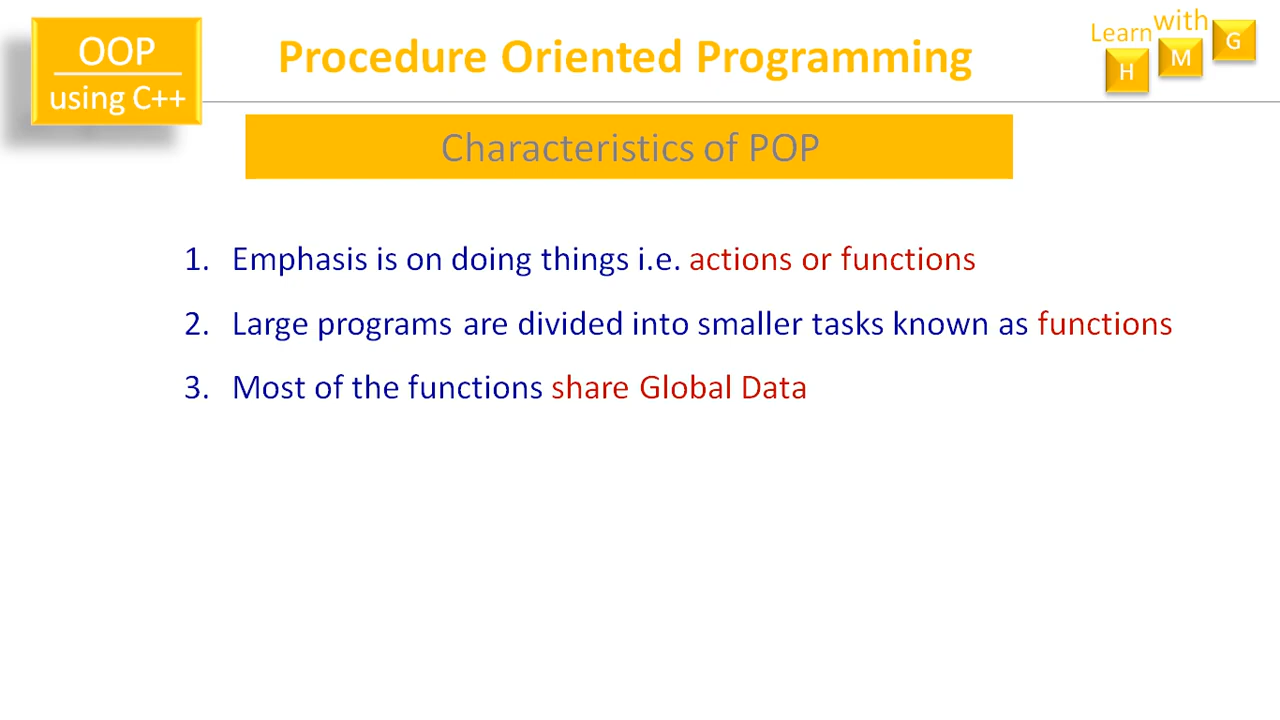 OOP
using C++
Procedure Oriented Programming
Learn with
H M G
Characteristics of POP
1. Emphasis is on doing things i.e. actions or functions
2. Large programs are divided into smaller tasks known as functions
3. Most of the functions share Global Data